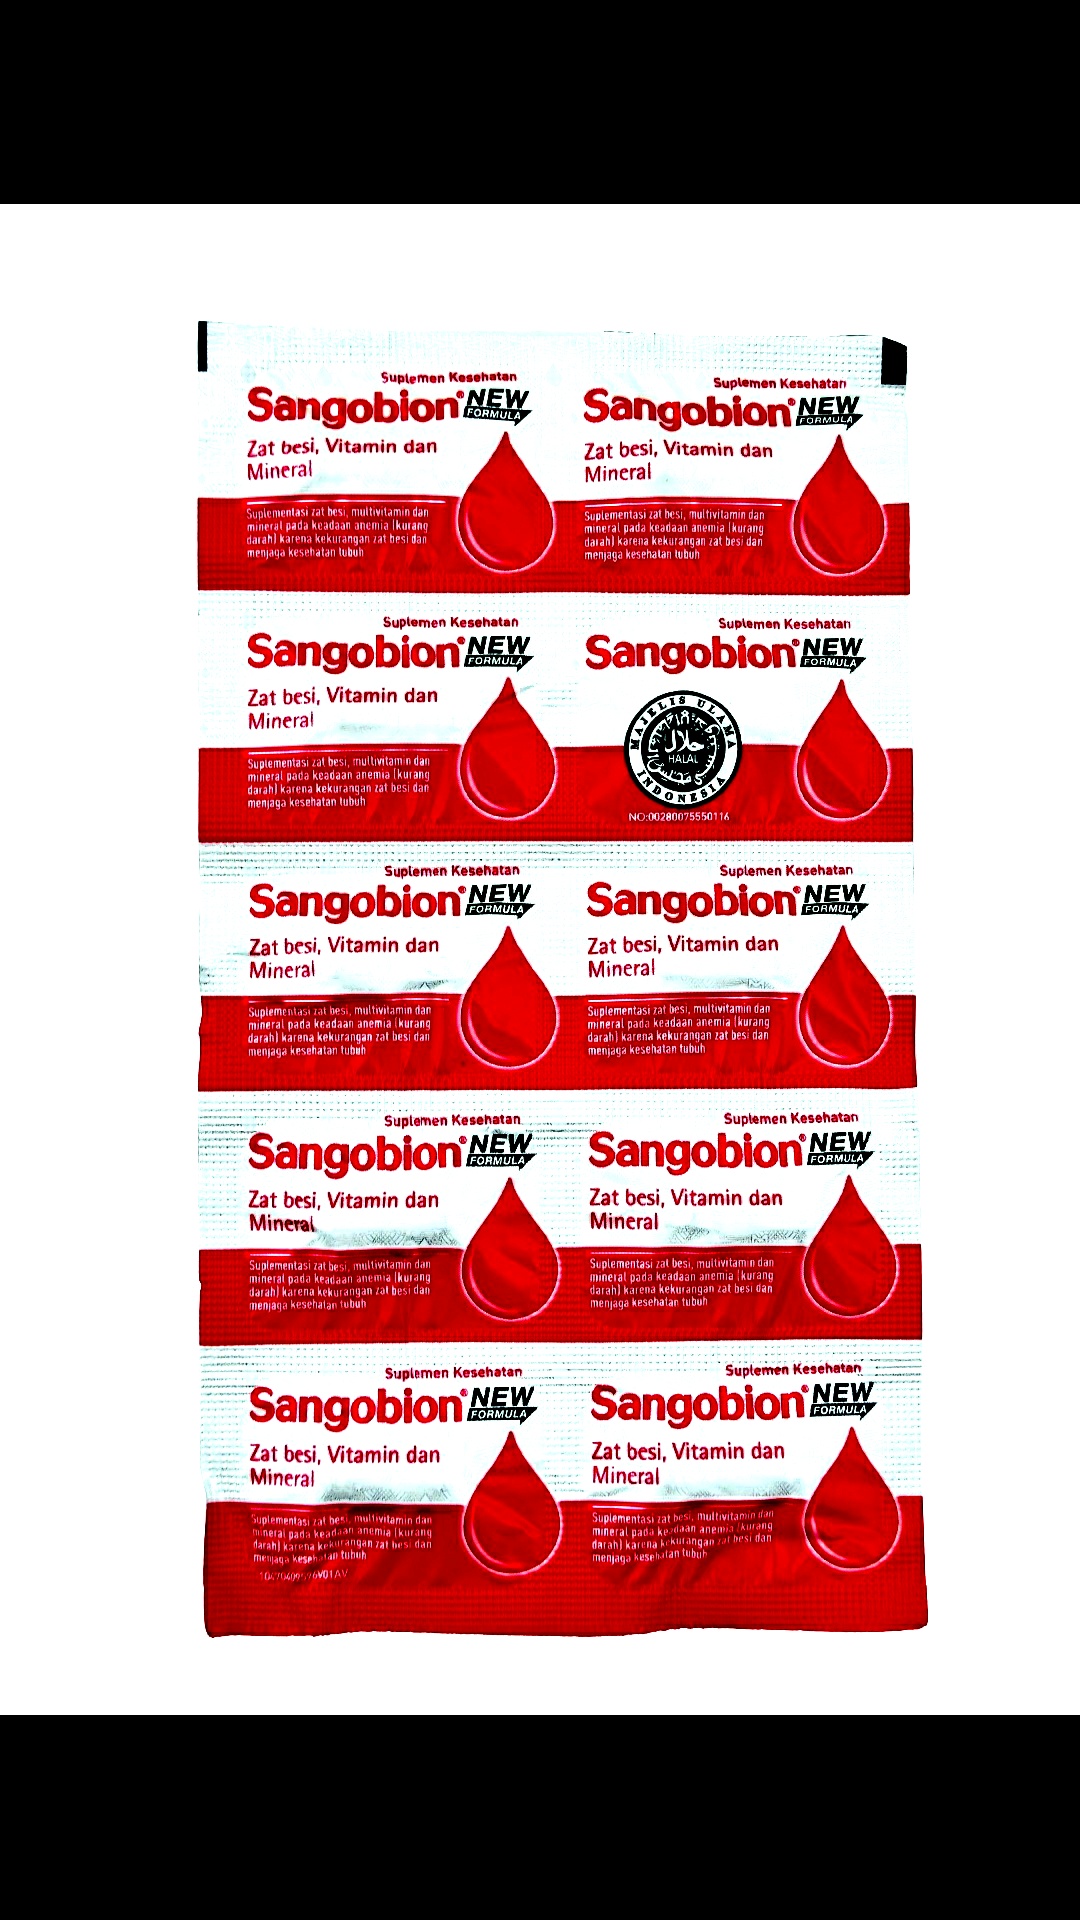 Suplemen Kesehatan
Sangobion® NEW FORMULA
Zat besi, Vitamin dan
Mineral
Suplementasi zat besi, multivitamin dan
mineral pada keadaan anemia (kurang
darah) karena kekurangan zat besi dan
menjaga kesehatan tubuh
Suplemen Kesehatan
Sangobion® NEW FORMULA
Zat besi, Vitamin dan
Mineral
Suplementasi zat besi, multivitamin dan
mineral pada keadaan anemia (kurang
darah) karena kekurangan zat besi dan
menjaga kesehatan tubuh
Suplemen Kesehatan
Sangobion® NEW FORMULA
Zat besi, Vitamin dan
Mineral
Suplementasi zat besi, multivitamin dan
mineral pada keadaan anemia (kurang
darah) karena kekurangan zat besi dan
menjaga kesehatan tubuh
Suplemen Kesehatan
Sangobion® NEW FORMULA
MAJELIS ULAMA
حلال
HALAL
INDONESIA
NO:00280075550116
Suplemen Kesehatan
Sangobion® NEW FORMULA
Zat besi, Vitamin dan
Mineral
Suplementasi zat besi, multivitamin dan
mineral pada keadaan anemia (kurang
darah) karena kekurangan zat besi dan
menjaga kesehatan tubuh
Suplemen Kesehatan
Sangobion® NEW FORMULA
Zat besi, Vitamin dan
Mineral
Suplementasi zat besi, multivitamin dan
mineral pada keadaan anemia (kurang
darah) karena kekurangan zat besi dan
menjaga kesehatan tubuh
Suplemen Kesehatan
Sangobion® NEW FORMULA
Zat besi, Vitamin dan
Mineral
Suplementasi zat besi, multivitamin dan
mineral pada keadaan anemia (kurang
darah) karena kekurangan zat besi dan
menjaga kesehatan tubuh
Suplemen Kesehatan
Sangobion® NEW FORMULA
Zat besi, Vitamin dan
Mineral
Suplementasi zat besi, multivitamin dan
mineral pada keadaan anemia (kurang
darah) karena kekurangan zat besi dan
menjaga kesehatan tubuh
Suplemen Kesehatan
Sangobion® NEW FORMULA
Zat besi, Vitamin dan
Mineral
Suplementasi zat besi, multivitamin dan
mineral pada keadaan anemia (kurang
darah) karena kekurangan zat besi dan
menjaga kesehatan tubuh
Suplemen Kesehatan
Sangobion® NEW FORMULA
Zat besi, Vitamin dan
Mineral
Suplementasi zat besi, multivitamin dan
mineral pada keadaan anemia (kurang
darah) karena kekurangan zat besi dan
menjaga kesehatan tubuh